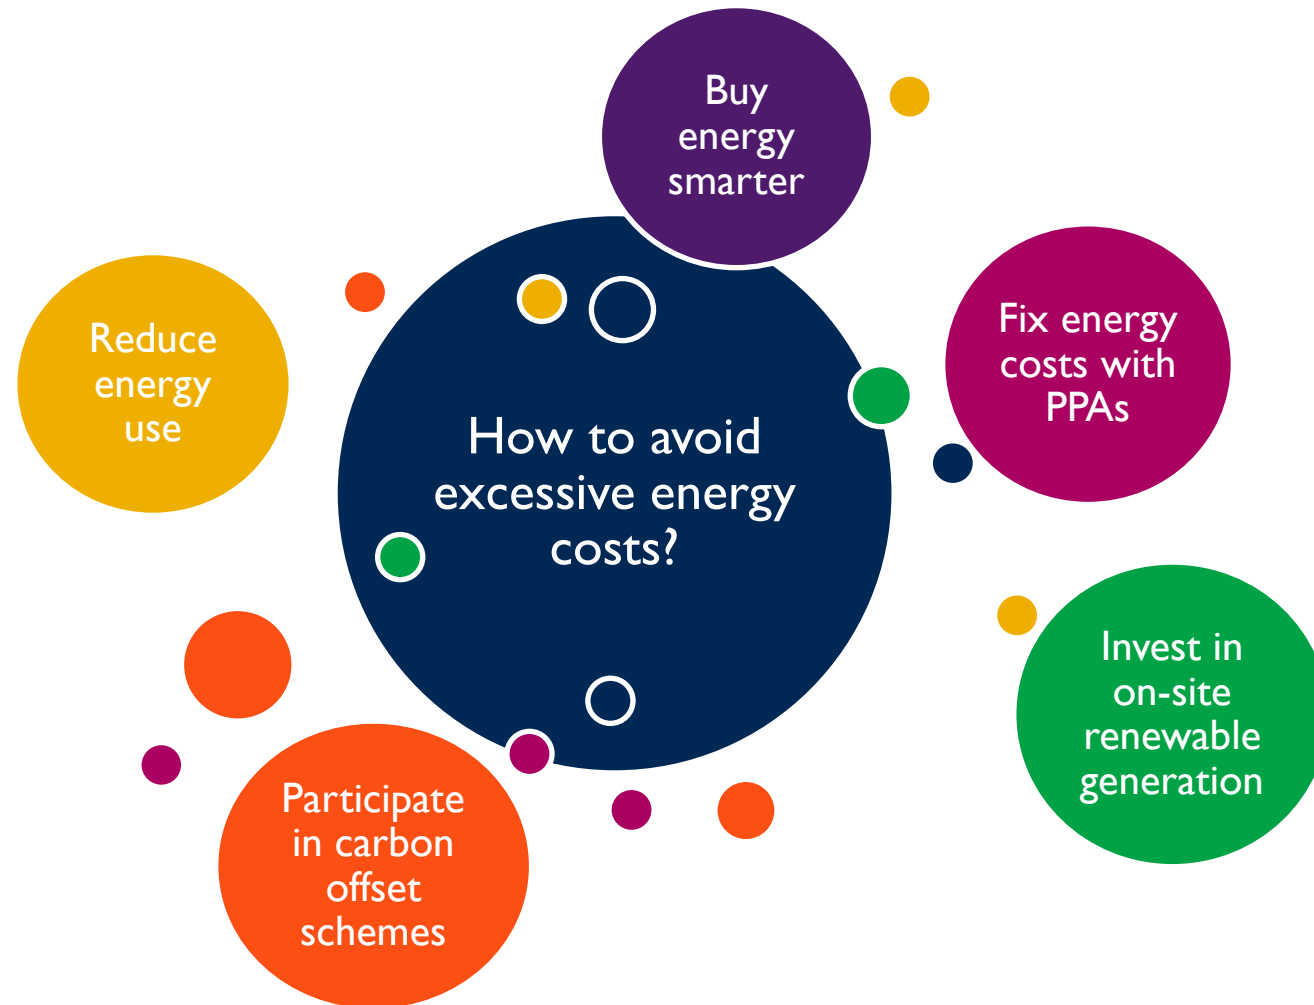 Buy
energy
smarter
Reduce
energy
use
Fix energy
costs with
PPAs
How to avoid
excessive energy
costs?
Invest in
on-site
renewable
generation
Participate
in carbon
offset
schemes